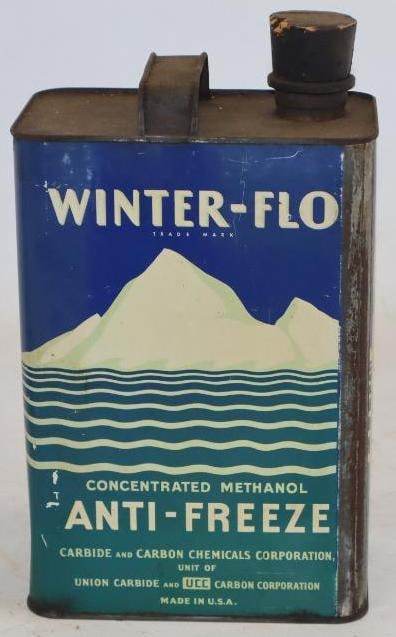 WINTER-FLO
TRADE MARK
CONCENTRATED METHANOL
ANTI-FREEZE
CARBIDE AND CARBON CHEMICALS CORPORATION,
UNIT OF
UNION CARBIDE AND UCC CARBON CORPORATION
MADE IN U.S.A.